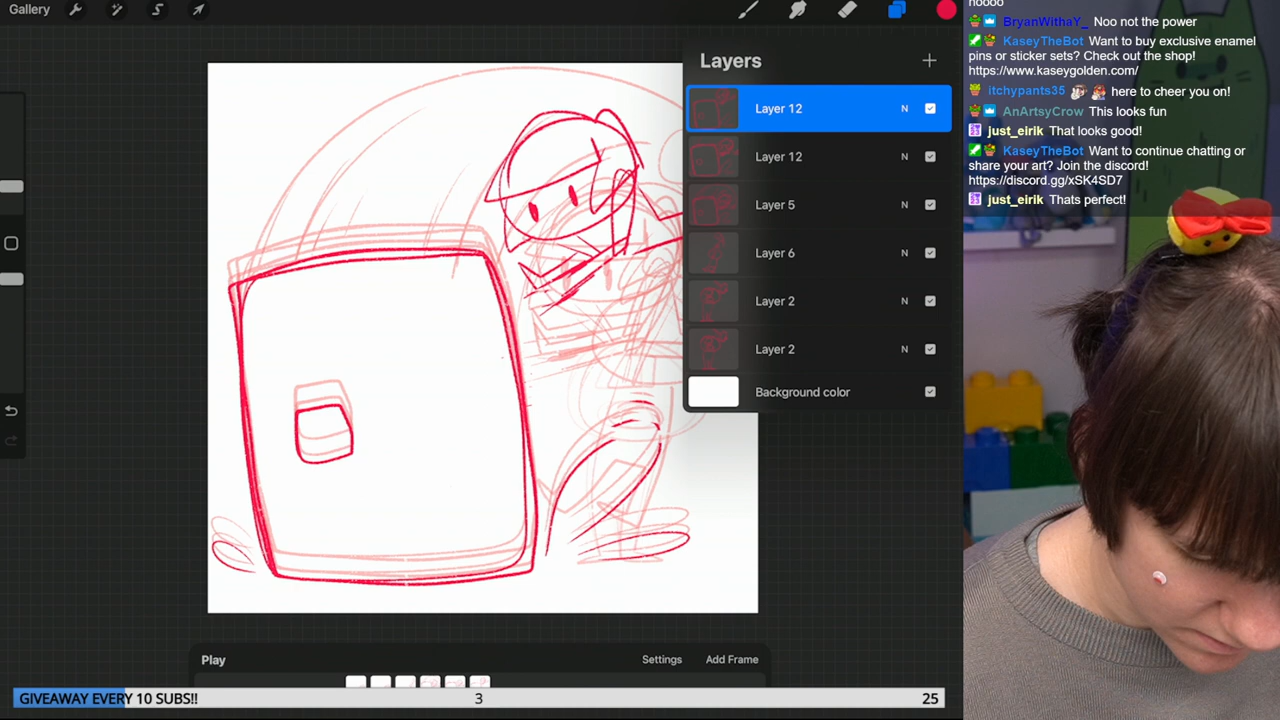 Gallery
Layers
Layer 12
N
Layer 12
N
Layer 5
N
Layer 6
N
Layer 2
N
Layer 2
N
Background color
Play
Settings
Add Frame
GIVEAWAY EVERY 10 SUBS!!
3
25
noooo
BryanWithaY_ Noo not the power
KaseyTheBot Want to buy exclusive enamel
pins or sticker sets? Check out the shop!
https://www.kaseygolden.com/
itchypants35 here to cheer you on!
AnArtsyCrow This looks fun
just_eirik That looks good!
KaseyTheBot Want to continue chatting or
share your art? Join the discord!
https://discord.gg/xSK4SD7
just_eirik Thats perfect!